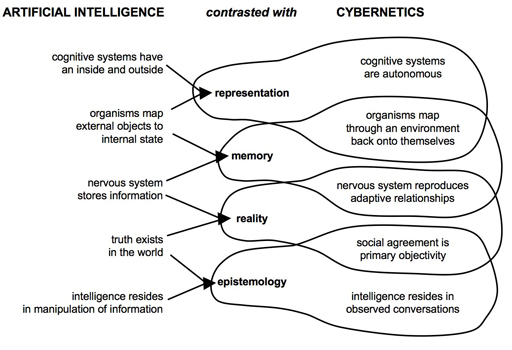 ARTIFICIAL INTELLIGENCE contrasted with CYBERNETICS
cognitive systems have
an inside and outside
cognitive systems
are autonomous
representation
organisms map
external objects to
internal state
organisms map
through an environment
back onto themselves
memory
nervous system
stores information
nervous system reproduces
adaptive relationships
reality
truth exists
in the world
social agreement is
primary objectivity
epistemology
intelligence resides
in manipulation of information
intelligence resides in
observed conversations